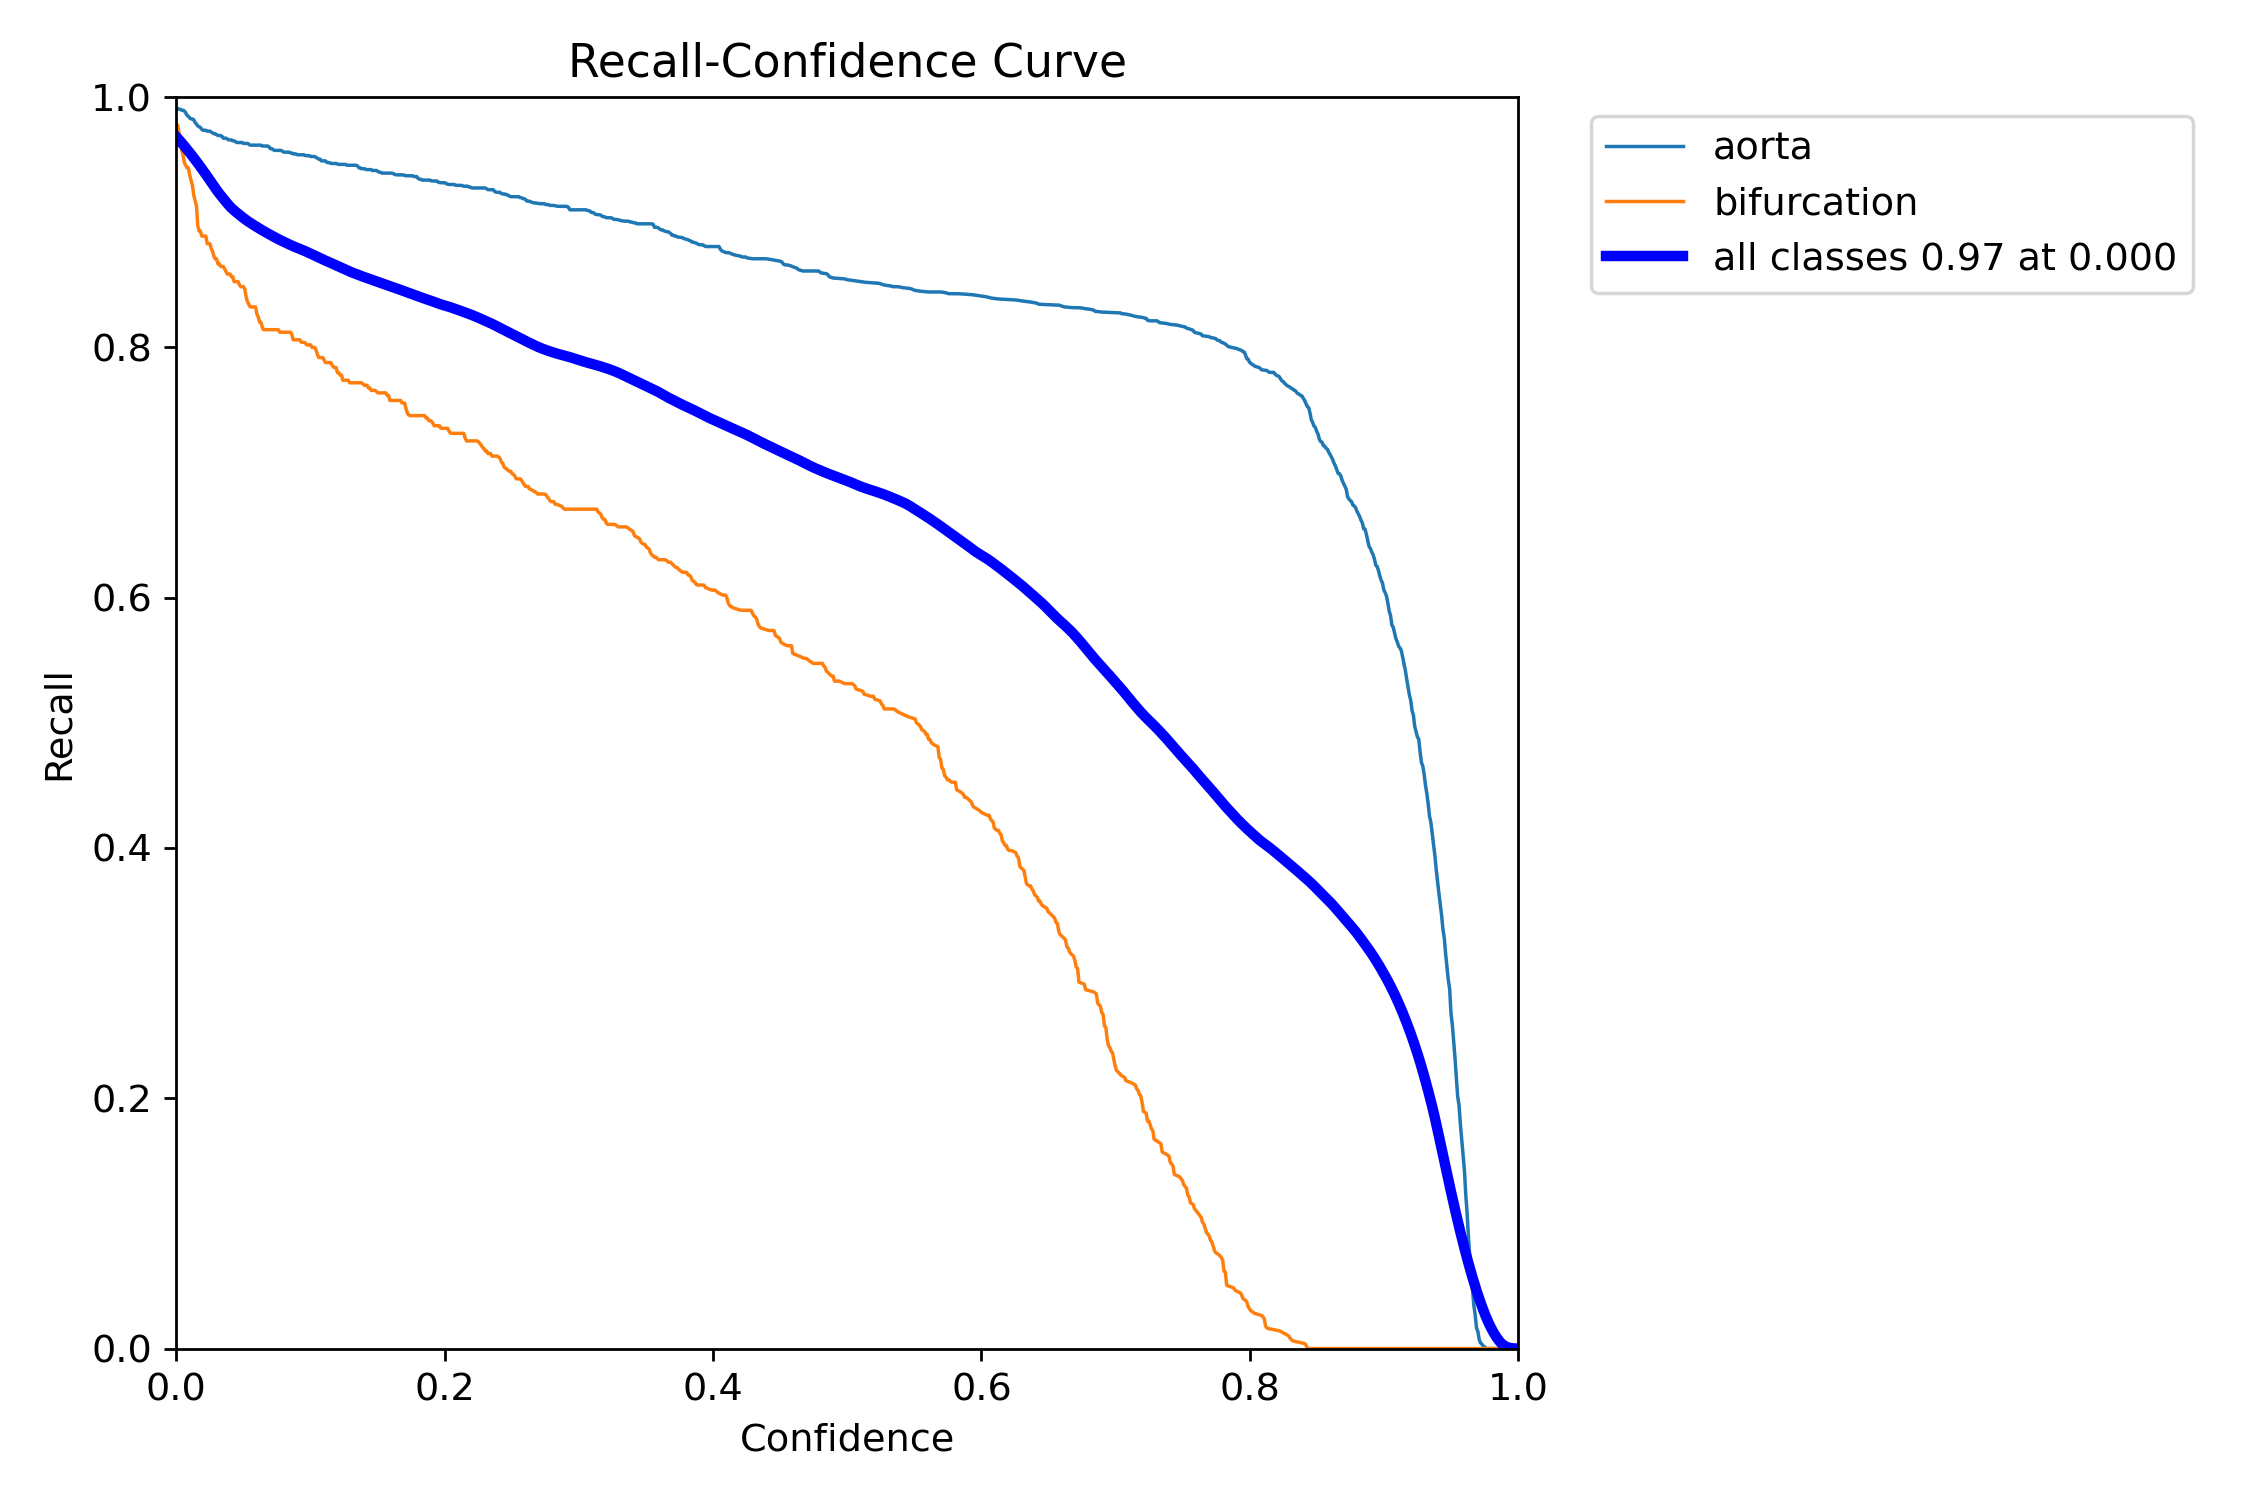 Recall-Confidence Curve
1.0
0.8
0.6
0.4
0.2
0.0
Recall
0.0 0.2 0.4 0.6 0.8 1.0
Confidence
aorta
bifurcation
all classes 0.97 at 0.000